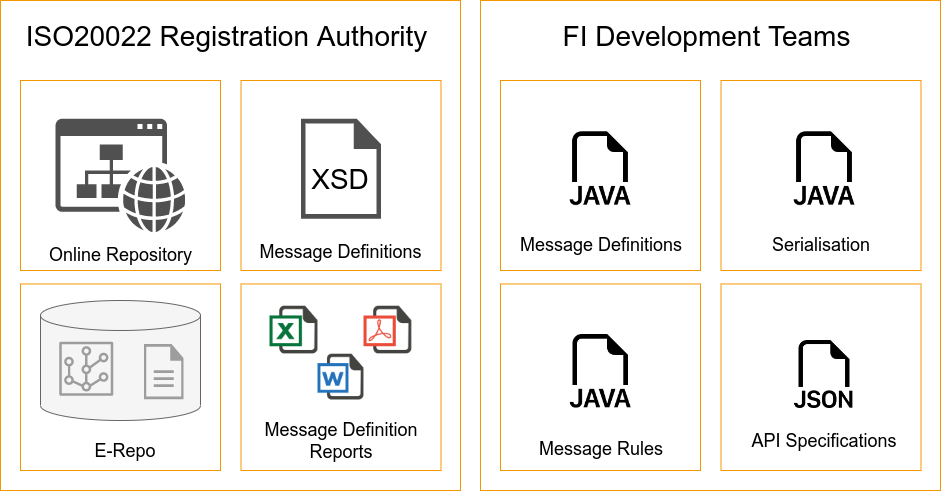 ISO20022 Registration Authority
Online Repository
XSD
Message Definitions
E-Repo
X
W
Message Definition
Reports
FI Development Teams
JAVA
Message Definitions
JAVA
Serialisation
JAVA
Message Rules
JSON
API Specifications